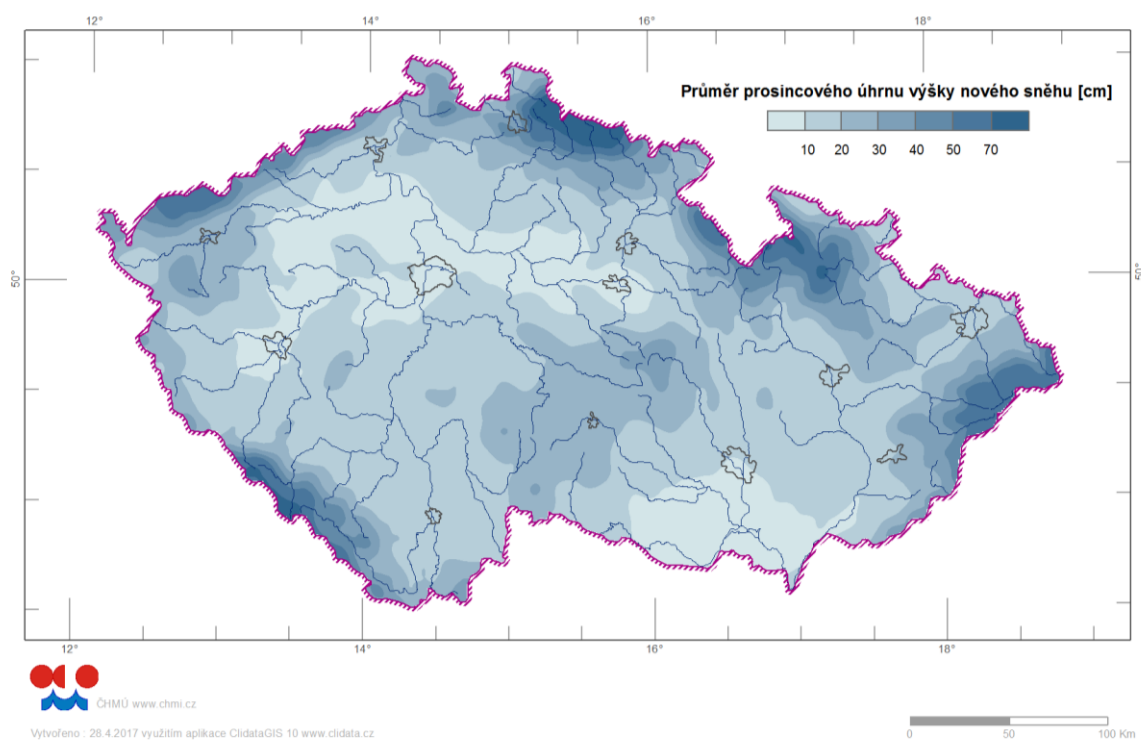 12° 14° 16° 18°
Průměr prosincového úhrnu výšky nového sněhu [cm]
10 20 30 40 50 70
50° 50°
12° 14° 16° 18°
ČHMÚ www.chmi.cz
Vytvořeno : 28.4.2017 využitím aplikace ClidataGIS 10 www.clidata.cz
0 50 100 Km